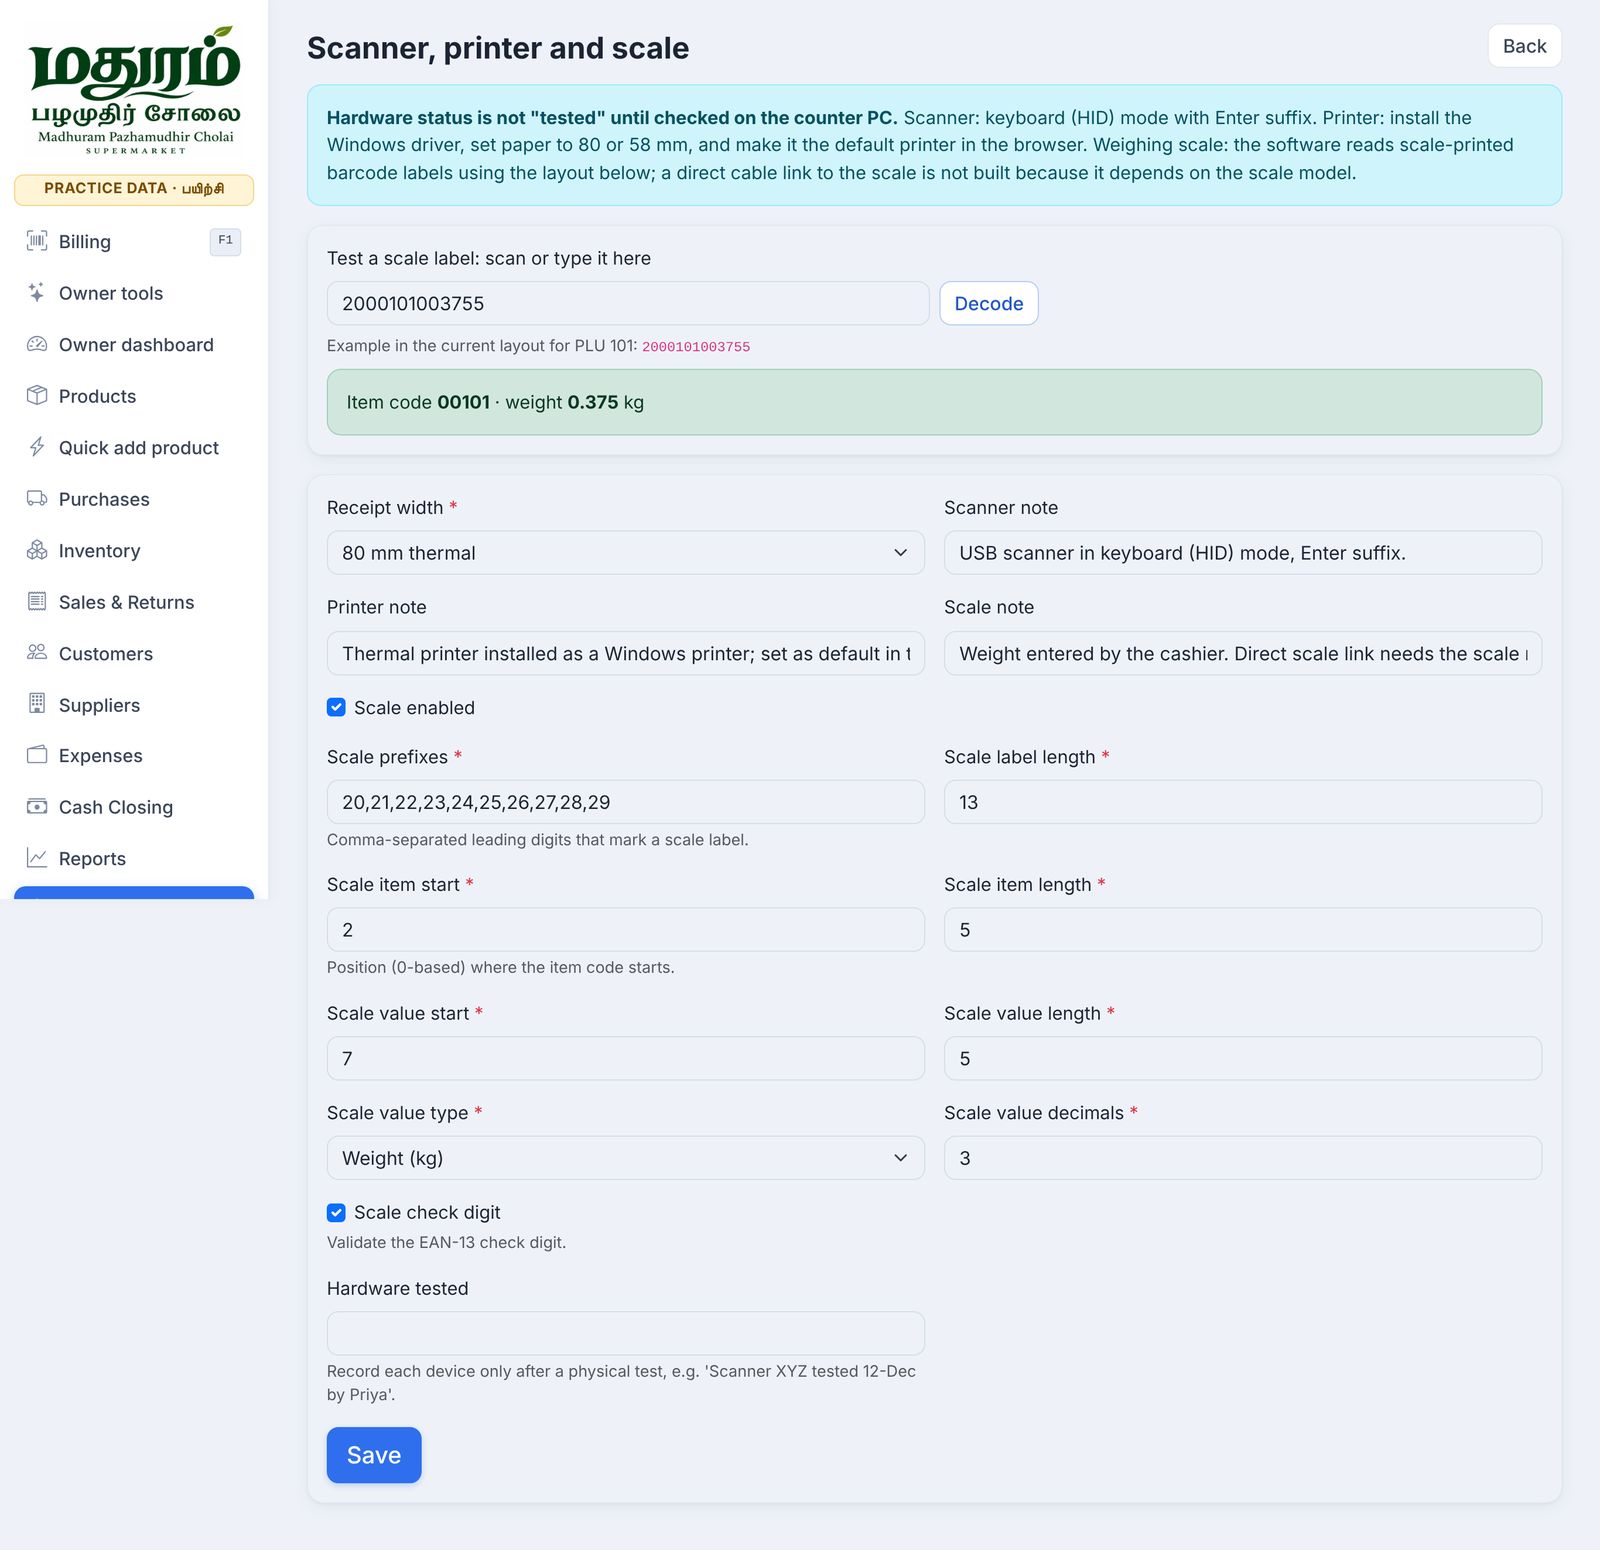 மதுரம்
பழமுதிர் சோலை
Madhuram Pazhamudhir Cholai
SUPERMARKET
PRACTICE DATA · பயிற்சி
Billing F1
Owner tools
Owner dashboard
Products
Quick add product
Purchases
Inventory
Sales & Returns
Customers
Suppliers
Expenses
Cash Closing
Reports
Scanner, printer and scale
Back
Hardware status is not "tested" until checked on the counter PC. Scanner: keyboard (HID) mode with Enter suffix. Printer: install the
Windows driver, set paper to 80 or 58 mm, and make it the default printer in the browser. Weighing scale: the software reads scale-printed
barcode labels using the layout below; a direct cable link to the scale is not built because it depends on the scale model.
Test a scale label: scan or type it here
2000101003755 Decode
Example in the current layout for PLU 101: 2000101003755
Item code 00101 · weight 0.375 kg
Receipt width *
80 mm thermal
Scanner note
USB scanner in keyboard (HID) mode, Enter suffix.
Printer note
Thermal printer installed as a Windows printer; set as default in
Scale note
Weight entered by the cashier. Direct scale link needs the scale
Scale enabled
Scale prefixes *
20,21,22,23,24,25,26,27,28,29
Comma-separated leading digits that mark a scale label.
Scale label length *
13
Scale item start *
2
Position (0-based) where the item code starts.
Scale item length *
5
Scale value start *
7
Scale value length *
5
Scale value type *
Weight (kg)
Scale value decimals *
3
Scale check digit
Validate the EAN-13 check digit.
Hardware tested
Record each device only after a physical test, e.g. 'Scanner XYZ tested 12-Dec
by Priya'.
Save